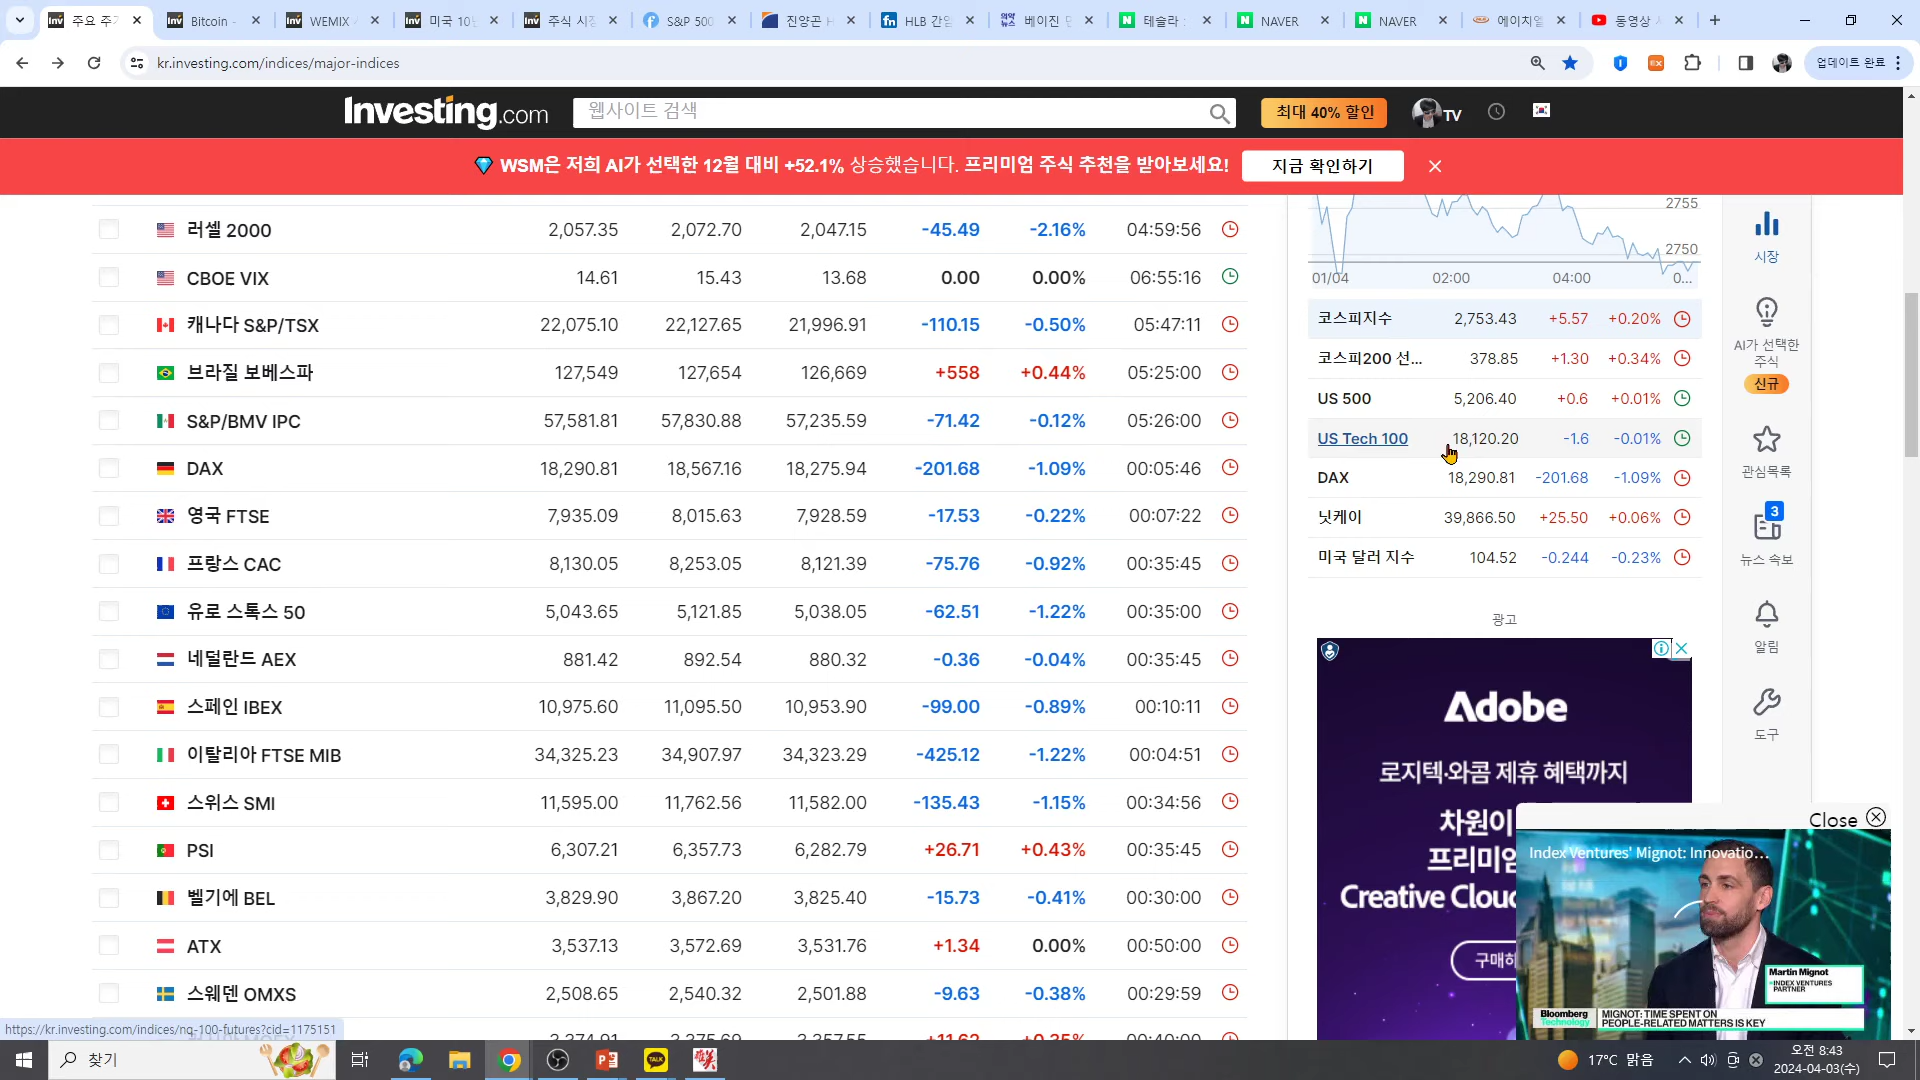 주요 주가
Bitcoin -
WEMIX
미국 10년
주식 시장
S&P 500
진양곤 H
HLB 간암
베이진 면
테슬라
NAVER
NAVER
에이치엘
동영상
kr.investing.com/indices/major-indices
업데이트 완료
Investing.com
웹사이트 검색
최대 40% 할인
TV
WSM은 저희 AI가 선택한 12월 대비 +52.1% 상승했습니다. 프리미엄 주식 추천을 받아보세요!
지금 확인하기
러셀 2000 2,057.35 2,072.70 2,047.15 -45.49 -2.16% 04:59:56
CBOE VIX 14.61 15.43 13.68 0.00 0.00% 06:55:16
캐나다 S&P/TSX 22,075.10 22,127.65 21,996.91 -110.15 -0.50% 05:47:11
브라질 보베스파 127,549 127,654 126,669 +558 +0.44% 05:25:00
S&P/BMV IPC 57,581.81 57,830.88 57,235.59 -71.42 -0.12% 05:26:00
DAX 18,290.81 18,567.16 18,275.94 -201.68 -1.09% 00:05:46
영국 FTSE 7,935.09 8,015.63 7,928.59 -17.53 -0.22% 00:07:22
프랑스 CAC 8,130.05 8,253.05 8,121.39 -75.76 -0.92% 00:35:45
유로 스톡스 50 5,043.65 5,121.85 5,038.05 -62.51 -1.22% 00:35:00
네덜란드 AEX 881.42 892.54 880.32 -0.36 -0.04% 00:35:45
스페인 IBEX 10,975.60 11,095.50 10,953.90 -99.00 -0.89% 00:10:11
이탈리아 FTSE MIB 34,325.23 34,907.97 34,323.29 -425.12 -1.22% 00:04:51
스위스 SMI 11,595.00 11,762.56 11,582.00 -135.43 -1.15% 00:34:56
PSI 6,307.21 6,357.73 6,282.79 +26.71 +0.43% 00:35:45
벨기에 BEL 3,829.90 3,867.20 3,825.40 -15.73 -0.41% 00:30:00
ATX 3,537.13 3,572.69 3,531.76 +1.34 0.00% 00:50:00
스웨덴 OMXS 2,508.65 2,540.32 2,501.88 -9.63 -0.38% 00:29:59
2755
2750
01/04 02:00 04:00 0...
코스피지수 2,753.43 +5.57 +0.20%
코스피200 선... 378.85 +1.30 +0.34%
US 500 5,206.40 +0.6 +0.01%
US Tech 100 18,120.20 -1.6 -0.01%
DAX 18,290.81 -201.68 -1.09%
닛케이 39,866.50 +25.50 +0.06%
미국 달러 지수 104.52 -0.244 -0.23%
광고
Adobe
로지텍·와콤 제휴 혜택까지
차원이
프리미엄
Creative Cloud
구매하
시장
AI가 선택한
주식
신규
관심목록
3
뉴스 속보
알림
도구
Close
Index Ventures' Mignot: Innovatio...
Martin Mignot
INDEX VENTURES
PARTNER
Bloomberg
Technology
MIGNOT: TIME SPENT ON
PEOPLE-RELATED MATTERS IS KEY
https://kr.investing.com/indices/nq-100-futures?cid=1175151
찾기
TALK
17°C 맑음
오전 8:43
2024-04-03(수)